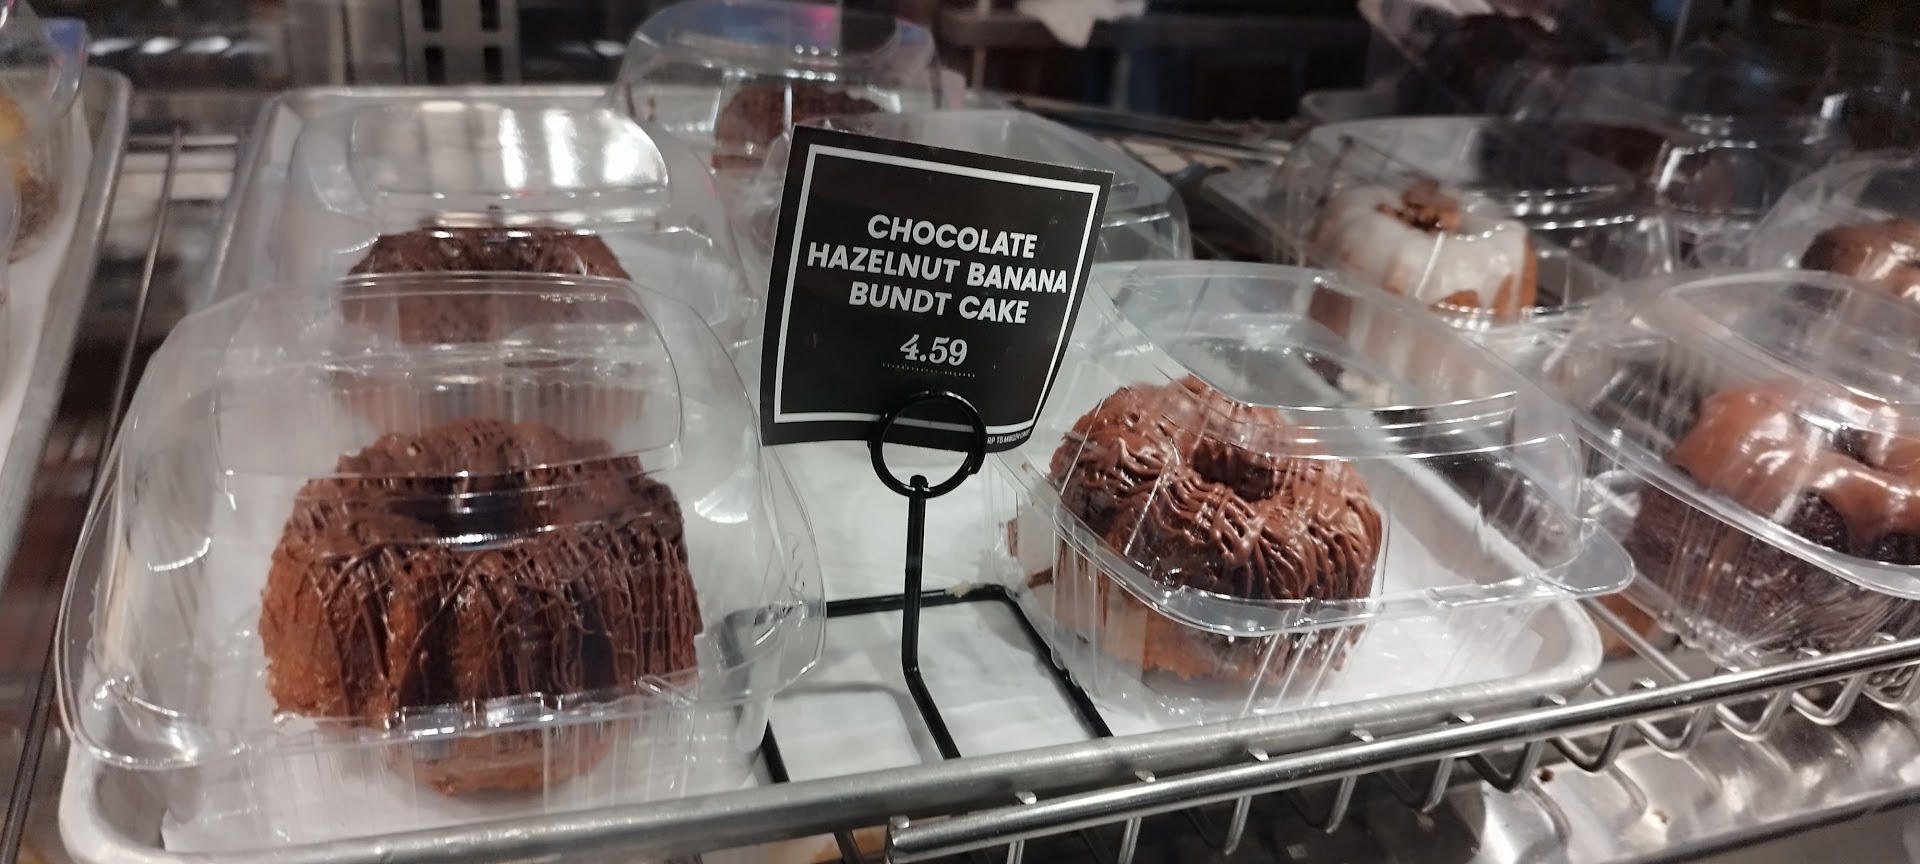 CHOCOLATE
HAZELNUT BANANA
BUNDT CAKE
4.59